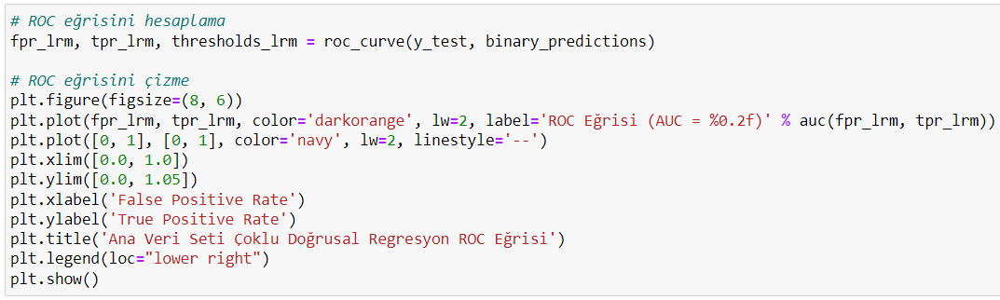 # ROC eğrisini hesaplama
fpr_lrm, tpr_lrm, thresholds_lrm = roc_curve(y_test, binary_predictions)
# ROC eğrisini çizme
plt.figure(figsize=(8, 6))
plt.plot(fpr_lrm, tpr_lrm, color='darkorange', lw=2, label='ROC Eğrisi (AUC = %0.2f)' % auc(fpr_lrm, tpr_lrm))
plt.plot([0, 1], [0, 1], color='navy', lw=2, linestyle='--')
plt.xlim([0.0, 1.0])
plt.ylim([0.0, 1.05])
plt.xlabel('False Positive Rate')
plt.ylabel('True Positive Rate')
plt.title('Ana Veri Seti Çoklu Doğrusal Regresyon ROC Eğrisi')
plt.legend(loc="lower right")
plt.show()